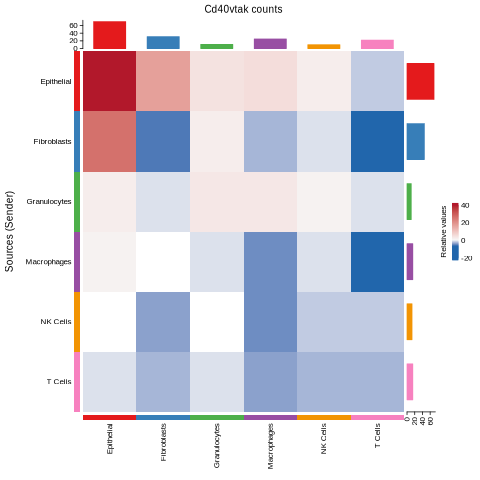 Cd40vtak counts
60
40
20
0
Epithelial
Fibroblasts
Granulocytes
Macrophages
NK Cells
T Cells
Sources (Sender)
Relative values
40
20
0
-20
0
20
40
60
Epithelial
Fibroblasts
Granulocytes
Macrophages
NK Cells
T Cells